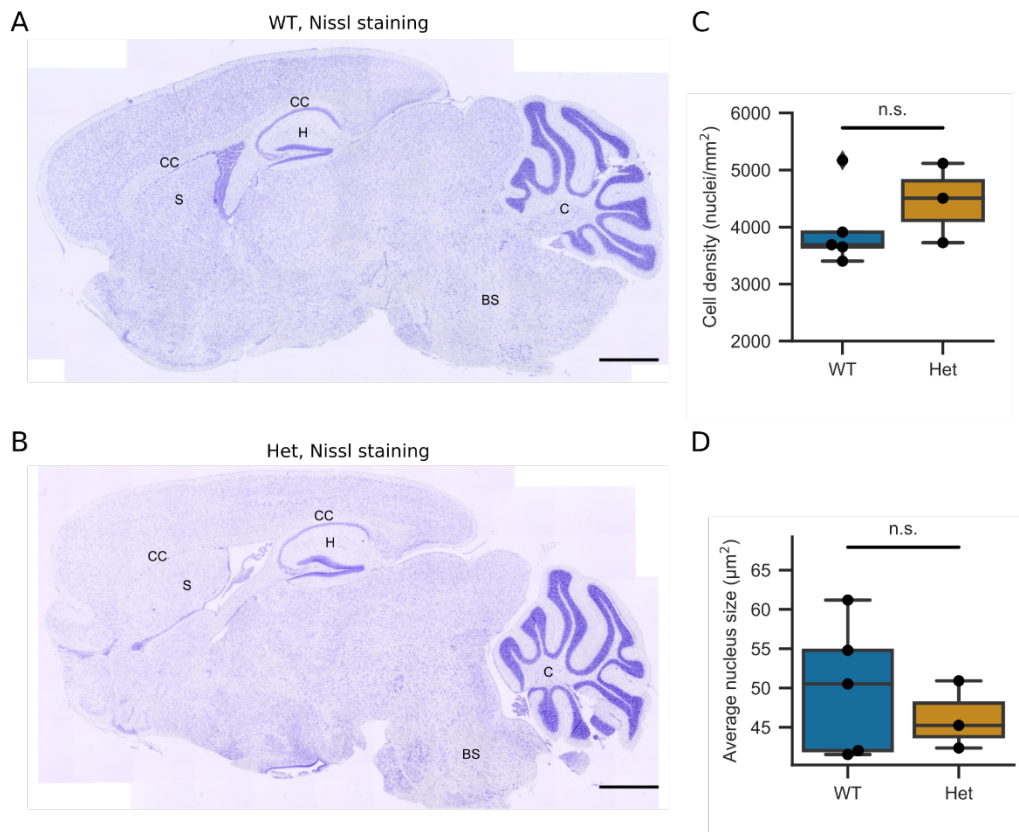 A
WT, Nissl staining
CC
H
CC
S
C
BS
B
Het, Nissl staining
CC
H
CC
S
C
BS
C
n.s.
Cell density (nuclei/mm²)
6000
5000
4000
3000
2000
WT Het
D
n.s.
Average nucleus size (µm²)
65
60
55
50
45
WT Het